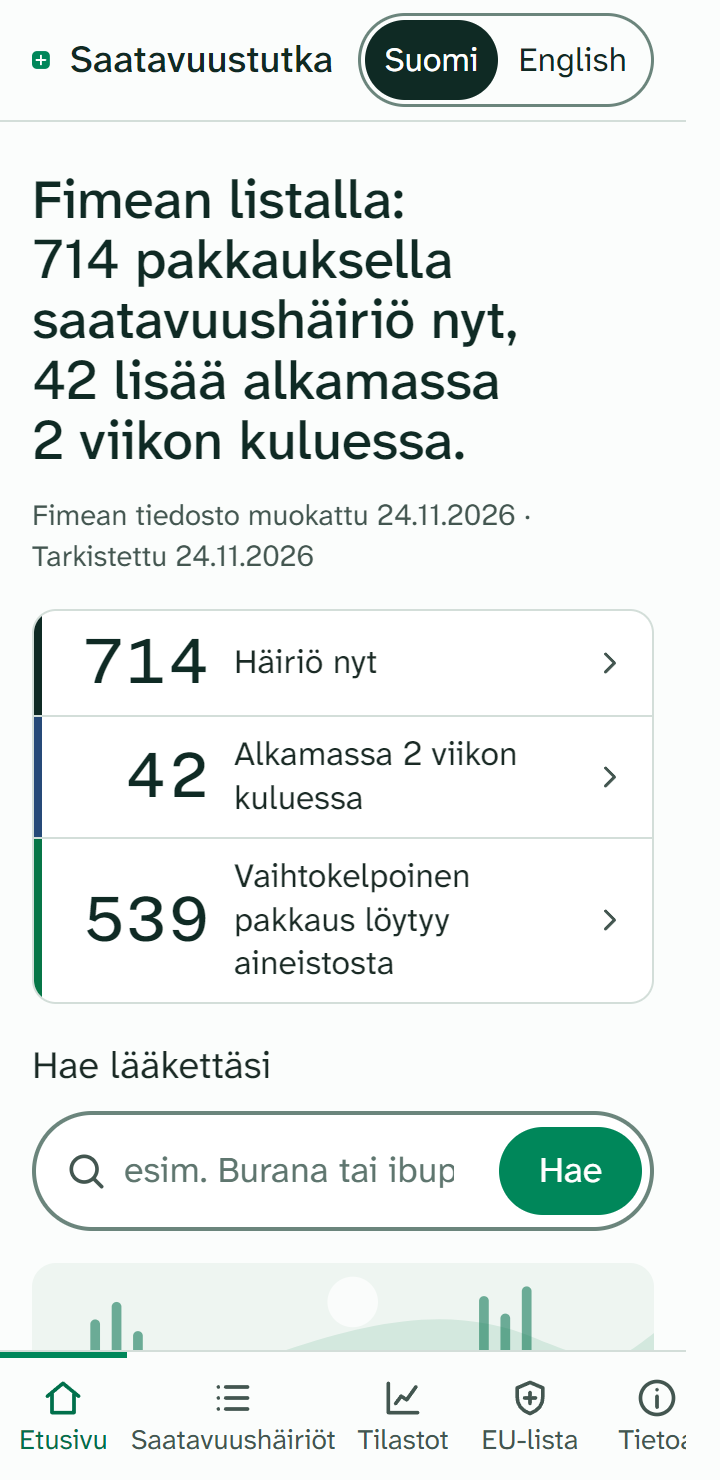 Saatavuustutka
Suomi English
Fimean listalla:
714 pakkauksella
saatavuushäiriö nyt,
42 lisää alkamassa
2 viikon kuluessa.
Fimean tiedosto muokattu 24.11.2026 ·
Tarkistettu 24.11.2026
714 Häiriö nyt
42 Alkamassa 2 viikon
kuluessa
539 Vaihtokelpoinen
pakkaus löytyy
aineistosta
Hae lääkettäsi
esim. Burana tai ibup
Hae
Etusivu Saatavuushäiriöt Tilastot EU-lista Tietoa